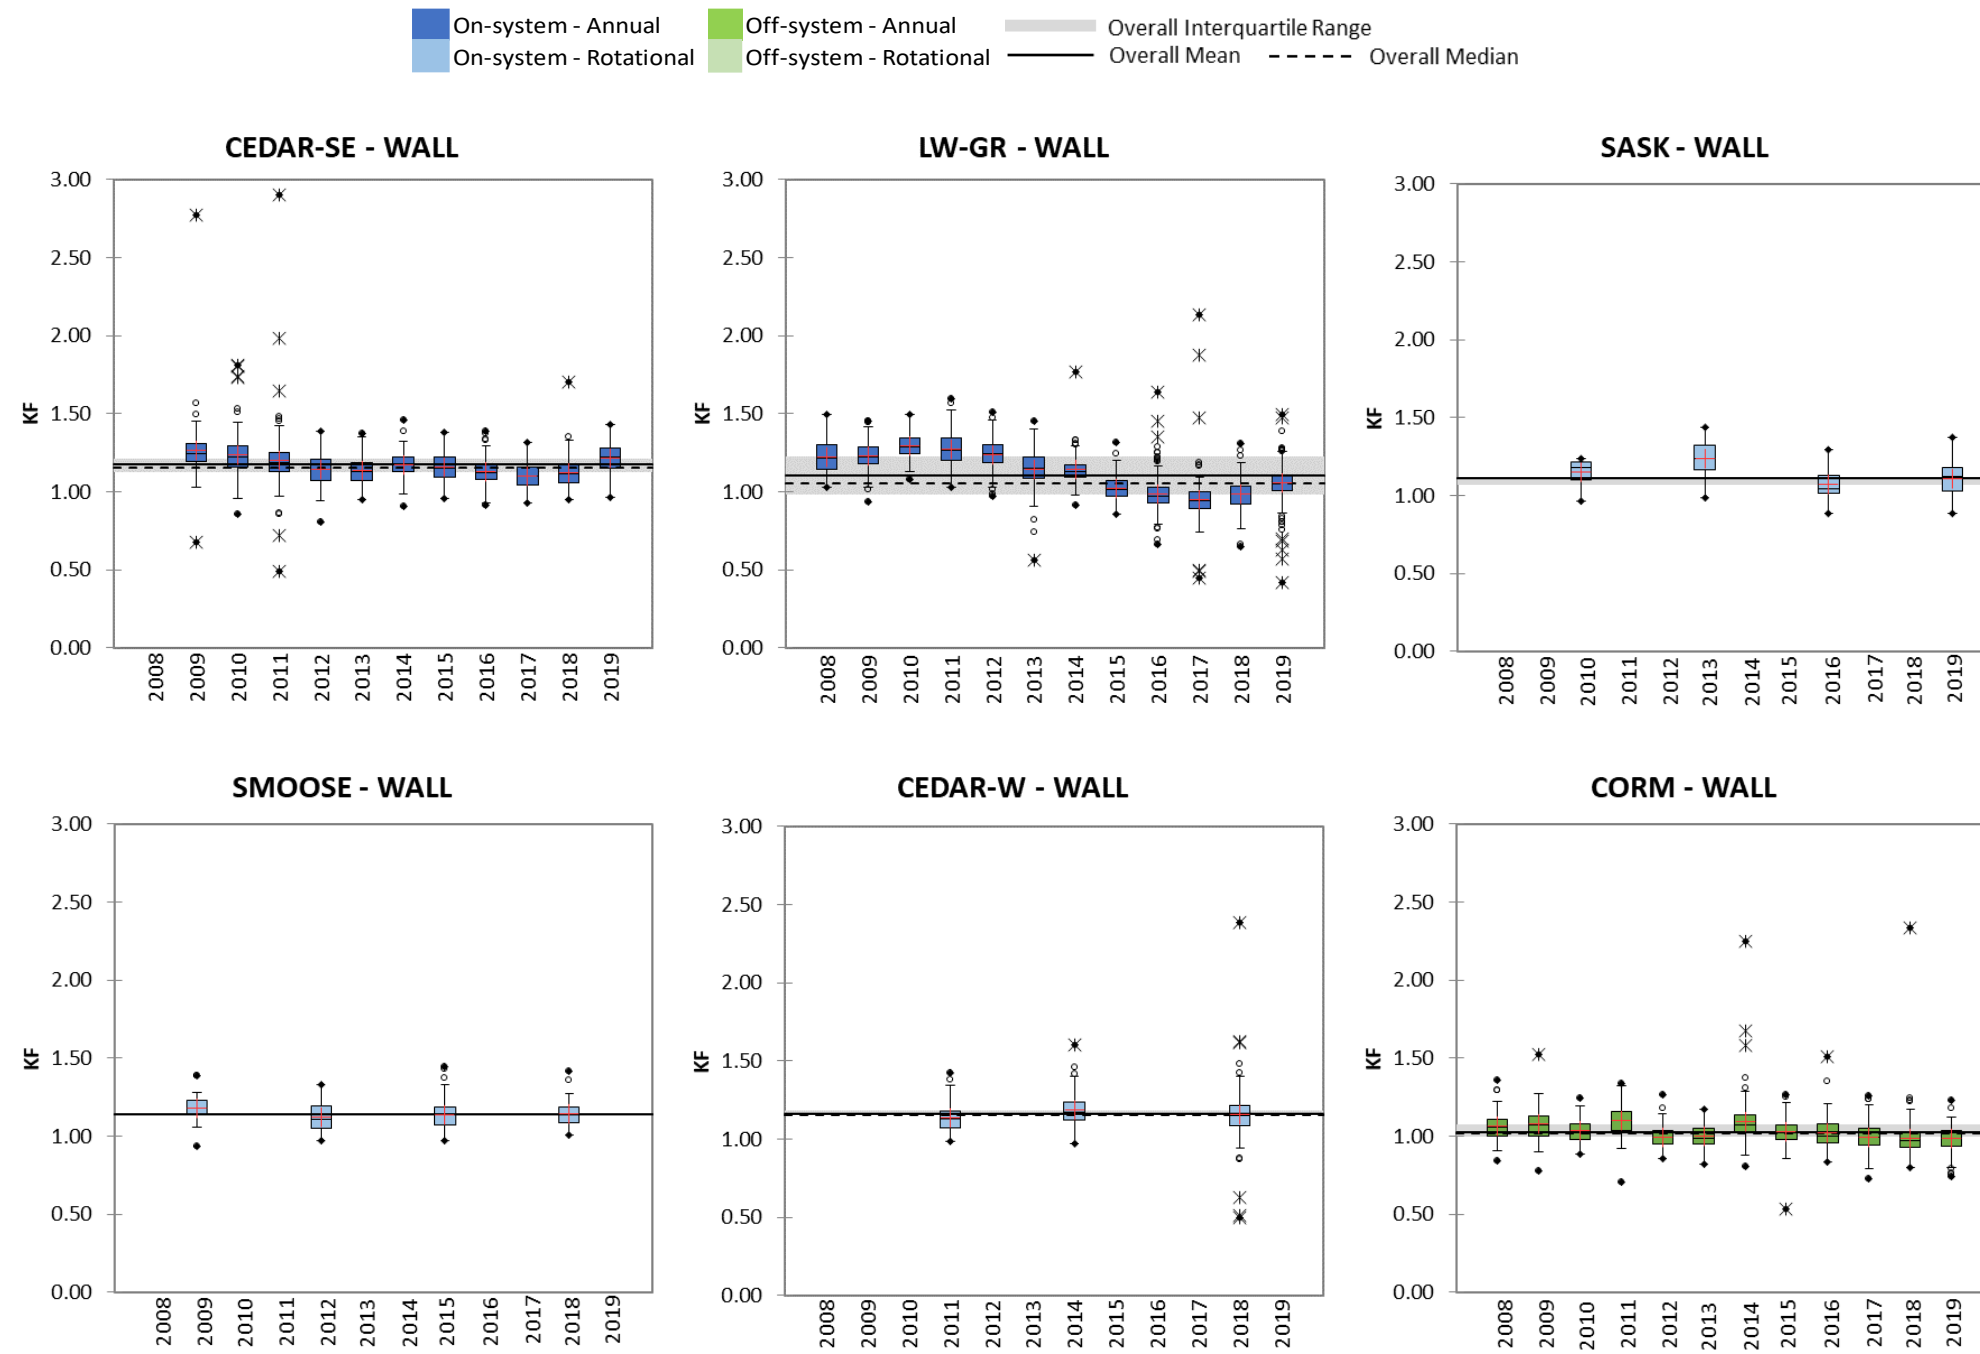 On-system - Annual Off-system - Annual Overall Interquartile Range
On-system - Rotational Off-system - Rotational Overall Mean Overall Median
CEDAR-SE - WALL
3.00
2.50
2.00
1.50
1.00
0.50
0.00
KF
2008 2009 2010 2011 2012 2013 2014 2015 2016 2017 2018 2019
LW-GR - WALL
3.00
2.50
2.00
1.50
1.00
0.50
0.00
KF
2008 2009 2010 2011 2012 2013 2014 2015 2016 2017 2018 2019
SASK - WALL
3.00
2.50
2.00
1.50
1.00
0.50
0.00
KF
2008 2009 2010 2011 2012 2013 2014 2015 2016 2017 2018 2019
SMOOSE - WALL
3.00
2.50
2.00
1.50
1.00
0.50
0.00
KF
2008 2009 2010 2011 2012 2013 2014 2015 2016 2017 2018 2019
CEDAR-W - WALL
3.00
2.50
2.00
1.50
1.00
0.50
0.00
KF
2008 2009 2010 2011 2012 2013 2014 2015 2016 2017 2018 2019
CORM - WALL
3.00
2.50
2.00
1.50
1.00
0.50
0.00
KF
2008 2009 2010 2011 2012 2013 2014 2015 2016 2017 2018 2019